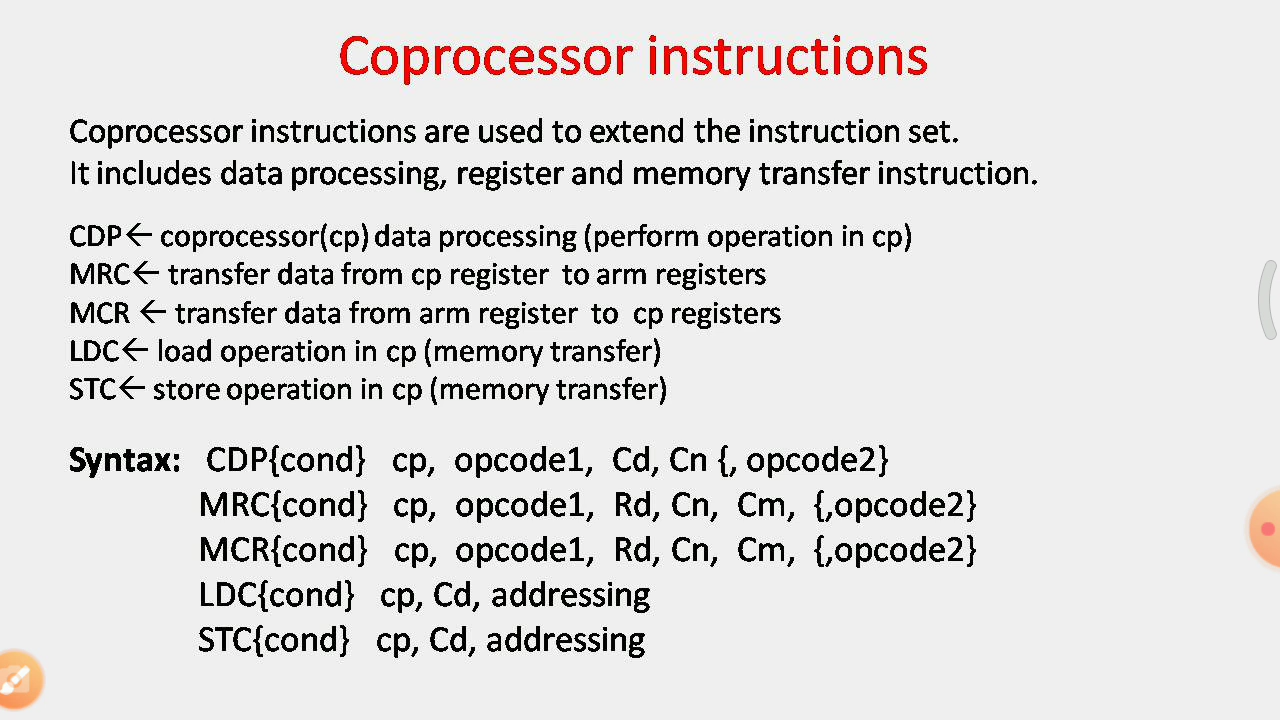 Coprocessor instructions
Coprocessor instructions are used to extend the instruction set.
It includes data processing, register and memory transfer instruction.
CDP← coprocessor(cp) data processing (perform operation in cp)
MRC← transfer data from cp register to arm registers
MCR ← transfer data from arm register to cp registers
LDC← load operation in cp (memory transfer)
STC← store operation in cp (memory transfer)
Syntax: CDP{cond} cp, opcode1, Cd, Cn {, opcode2}
MRC{cond} cp, opcode1, Rd, Cn, Cm, {,opcode2}
MCR{cond} cp, opcode1, Rd, Cn, Cm, {,opcode2}
LDC{cond} cp, Cd, addressing
STC{cond} cp, Cd, addressing